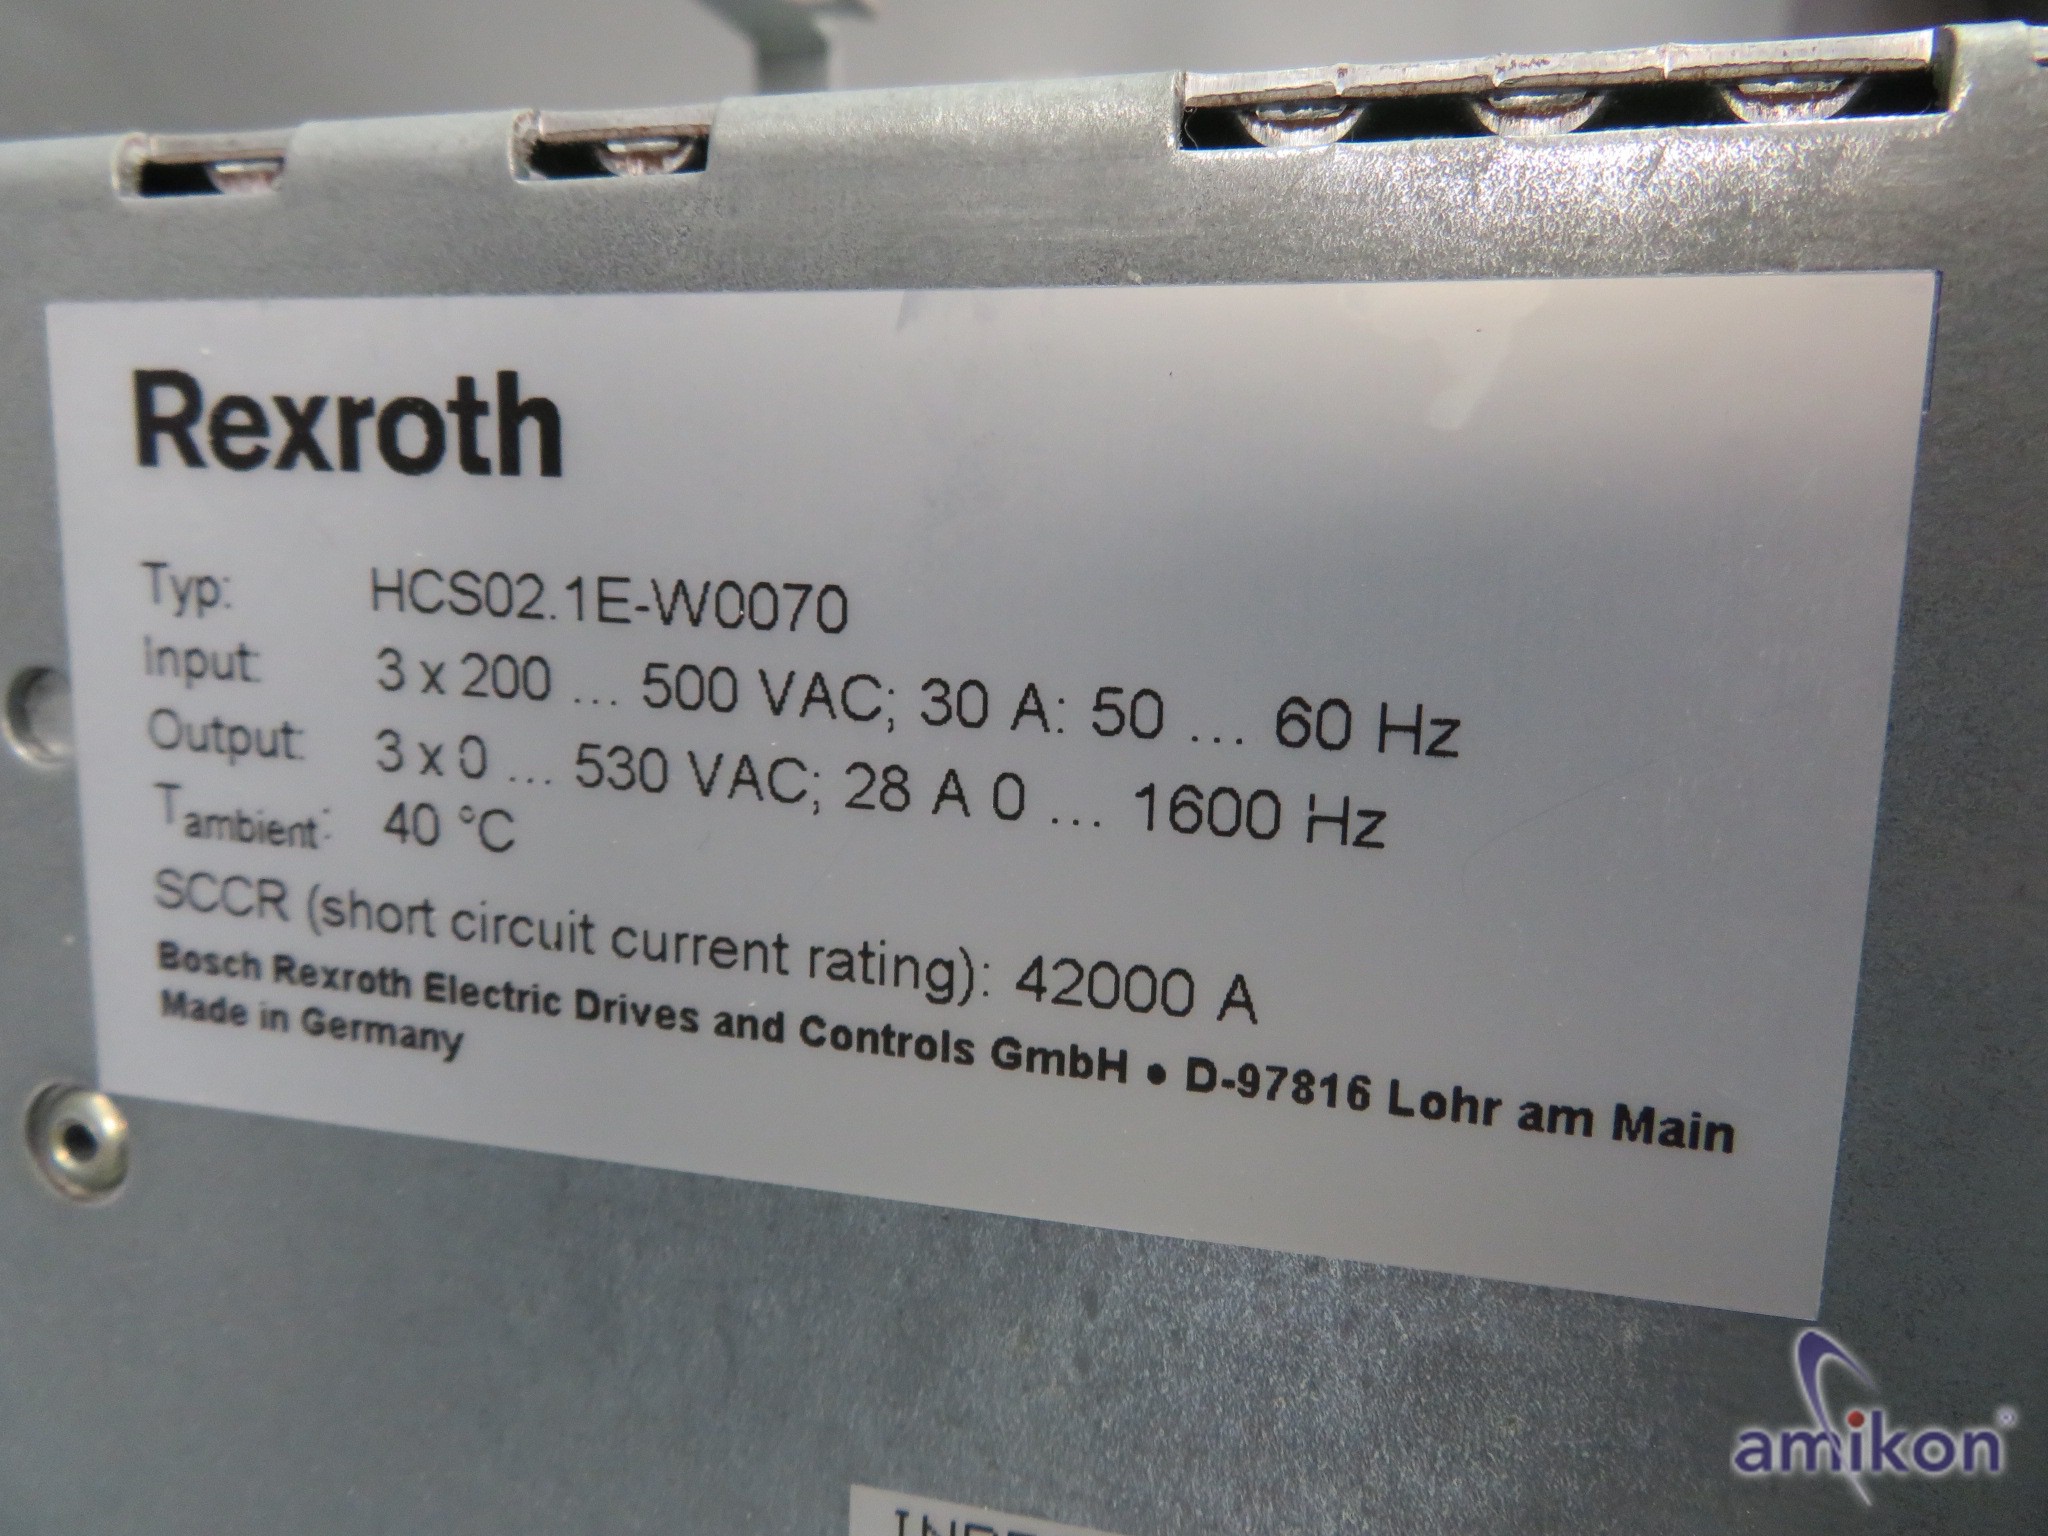 Rexroth
Typ: HCS02.1E-W0070
Input: 3 x 200 ... 500 VAC; 30 A: 50 ... 60 Hz
Output: 3 x 0 ... 530 VAC; 28 A 0 ... 1600 Hz
Tambient: 40 °C
SCCR (short circuit current rating): 42000 A
Bosch Rexroth Electric Drives and Controls GmbH • D-97816 Lohr am Main
Made in Germany
amikon®